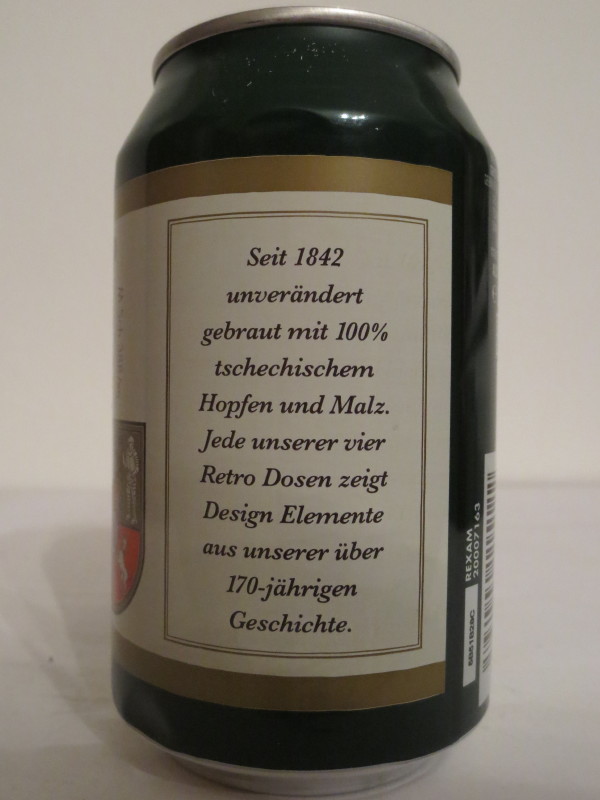 Seit 1842
unverändert
gebraut mit 100%
tschechischem
Hopfen und Malz.
Jede unserer vier
Retro Dosen zeigt
Design Elemente
aus unserer über
170-jährigen
Geschichte.
REXAM
20007163